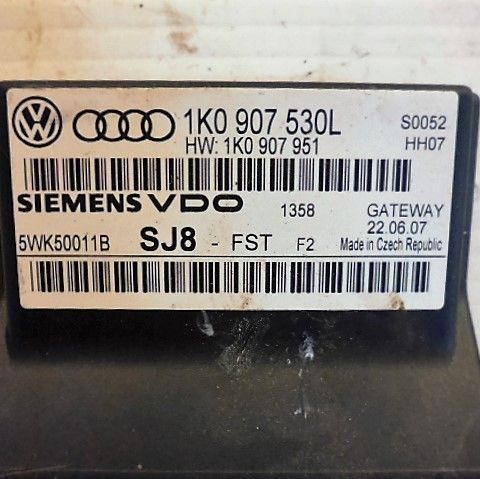 1K0 907 530L S0052
HW: 1K0 907 951 HH07
SIEMENS VDO 1358 GATEWAY
22.06.07
5WK50011B SJ8 - FST F2 Made in Czech Republic